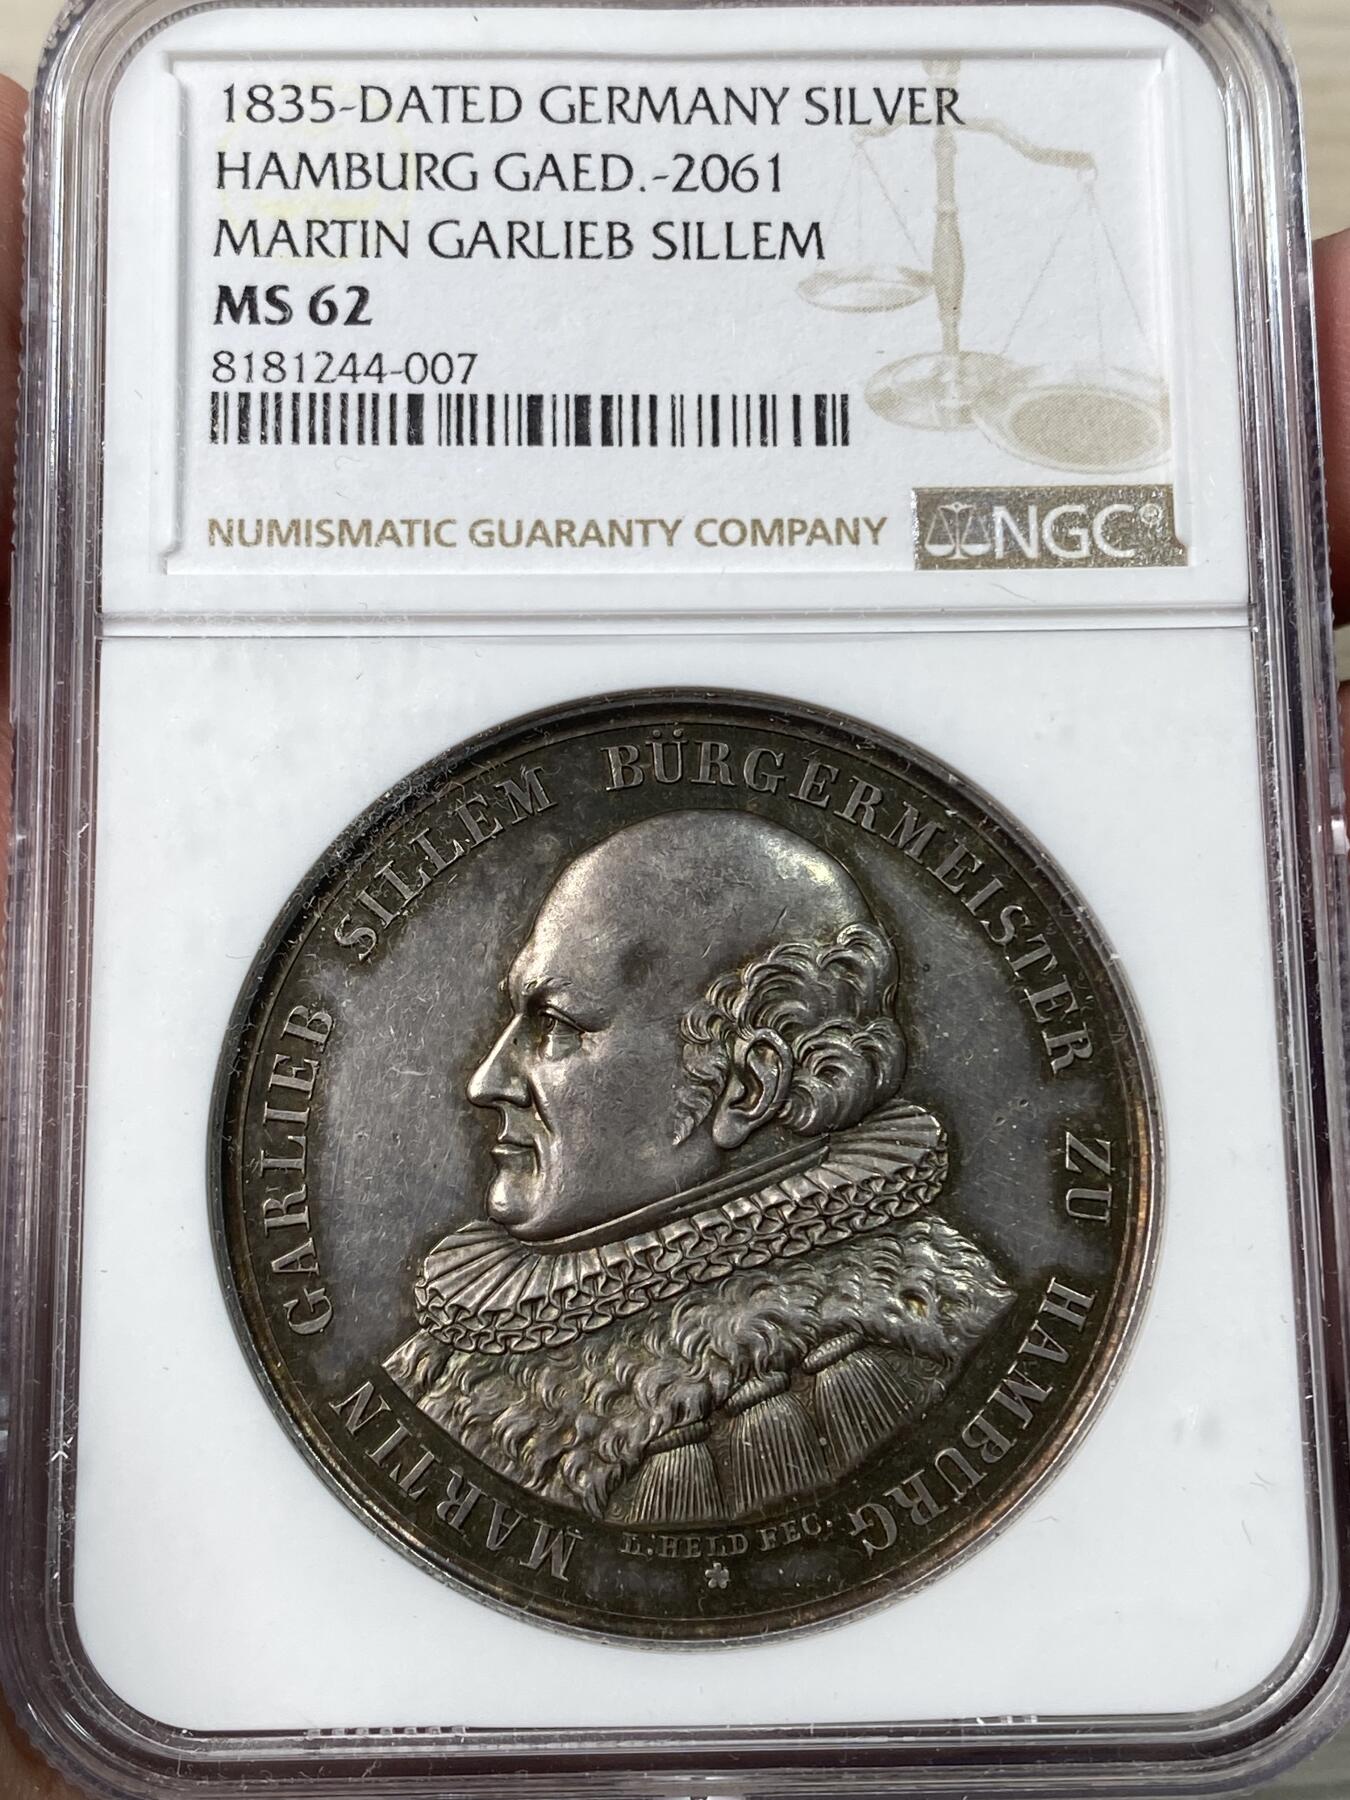 1835-DATED GERMANY SILVER
HAMBURG GAED.-2061
MARTIN GARLIEB SILLEM
MS 62
8181244-007
NUMISMATIC GUARANTY COMPANY
NGC®
MARTIN GARLIEB SILLEM BÜRGERMEISTER ZU HAMBURG
L. HELD FEC.